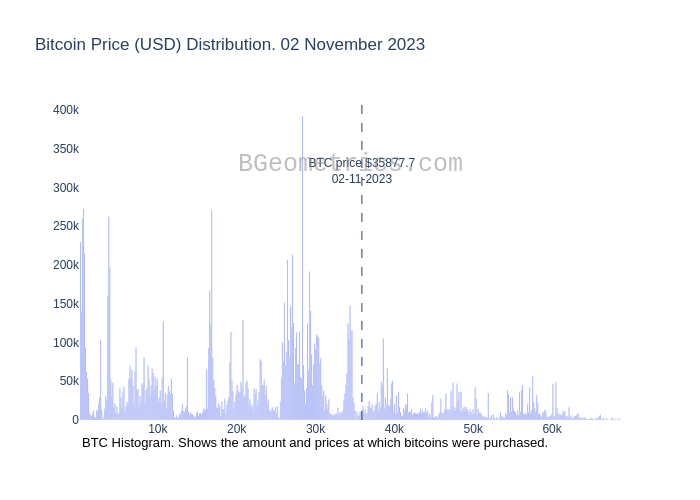 Bitcoin Price (USD) Distribution. 02 November 2023
400k
350k
BGeometrics.com
BTC price $35877.7
02-11-2023
300k
250k
200k
150k
100k
50k
0
10k 20k 30k 40k 50k 60k
BTC Histogram. Shows the amount and prices at which bitcoins were purchased.